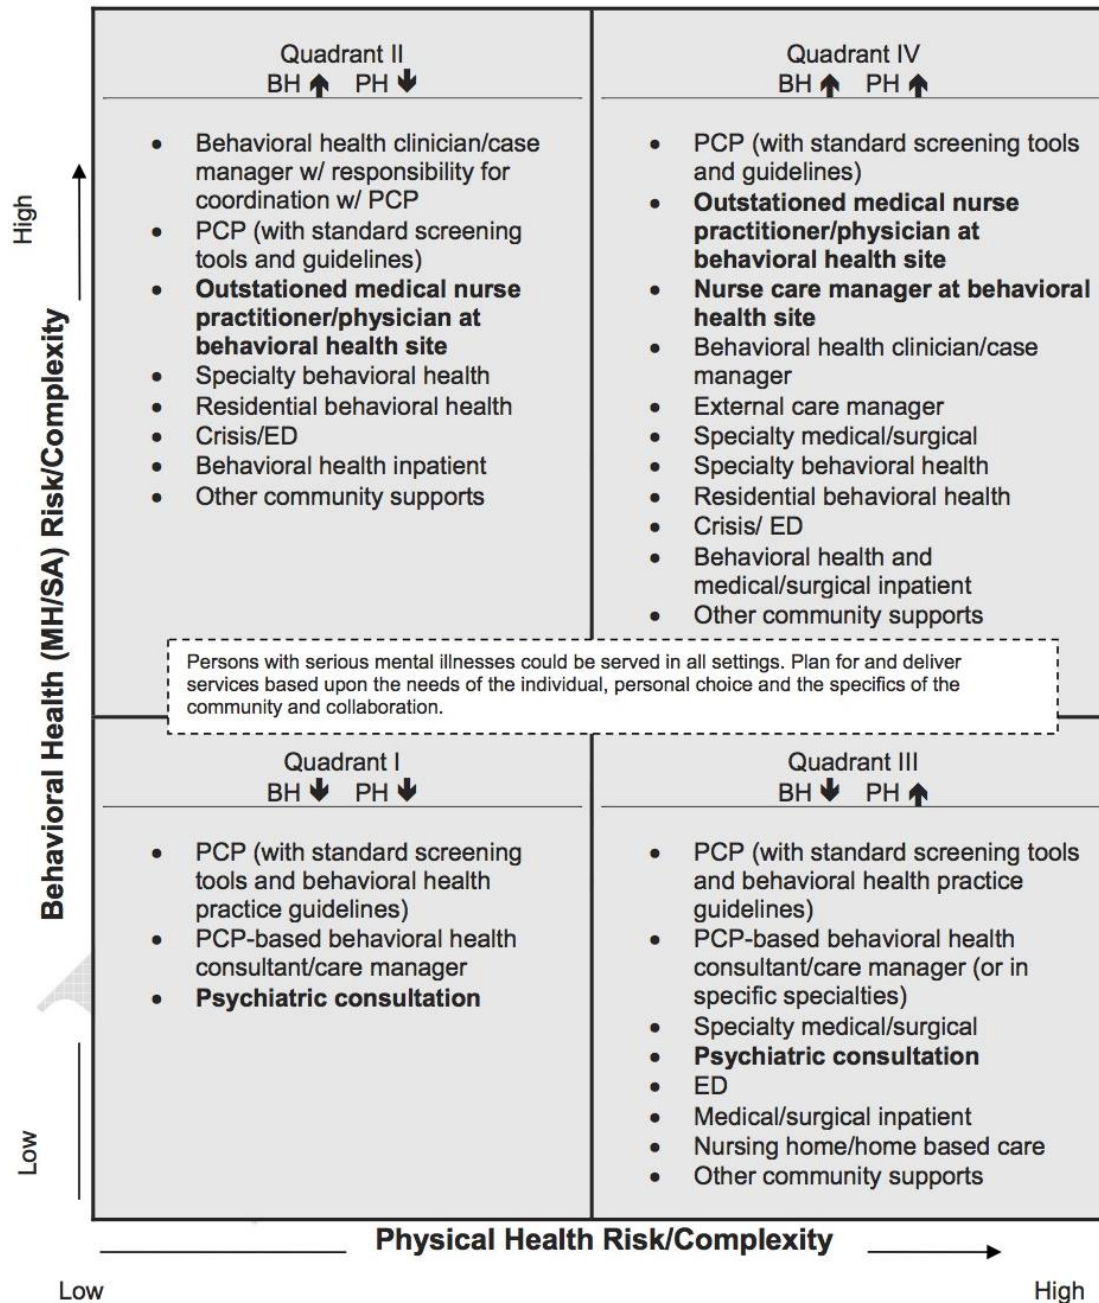 Quadrant II
BH ↑ PH ↓
• Behavioral health clinician/case
manager w/ responsibility for
coordination w/ PCP
• PCP (with standard screening
tools and guidelines)
• Outstationed medical nurse
practitioner/physician at
behavioral health site
• Specialty behavioral health
• Residential behavioral health
• Crisis/ED
• Behavioral health inpatient
• Other community supports
Quadrant IV
BH ↑ PH ↑
• PCP (with standard screening tools
and guidelines)
• Outstationed medical nurse
practitioner/physician at
behavioral health site
• Nurse care manager at behavioral
health site
• Behavioral health clinician/case
manager
• External care manager
• Specialty medical/surgical
• Specialty behavioral health
• Residential behavioral health
• Crisis/ ED
• Behavioral health and
medical/surgical inpatient
• Other community supports
Persons with serious mental illnesses could be served in all settings. Plan for and deliver
services based upon the needs of the individual, personal choice and the specifics of the
community and collaboration.
Quadrant I
BH ↓ PH ↓
• PCP (with standard screening
tools and behavioral health
practice guidelines)
• PCP-based behavioral health
consultant/care manager
• Psychiatric consultation
Quadrant III
BH ↓ PH ↑
• PCP (with standard screening tools
and behavioral health practice
guidelines)
• PCP-based behavioral health
consultant/care manager (or in
specific specialties)
• Specialty medical/surgical
• Psychiatric consultation
• ED
• Medical/surgical inpatient
• Nursing home/home based care
• Other community supports
High
Behavioral Health (MH/SA) Risk/Complexity
Low
Physical Health Risk/Complexity
Low
High